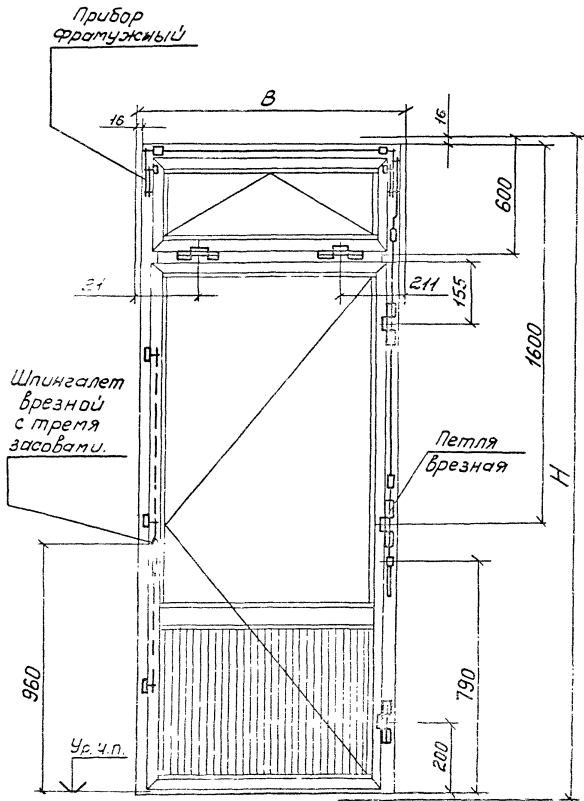 Прибор
фрамужный
В
16
16
600
21
211
155
1600
Шпингалет
врезной
с тремя
засовами.
Петля
врезная
Н
960
790
200
Ур. ч.п.